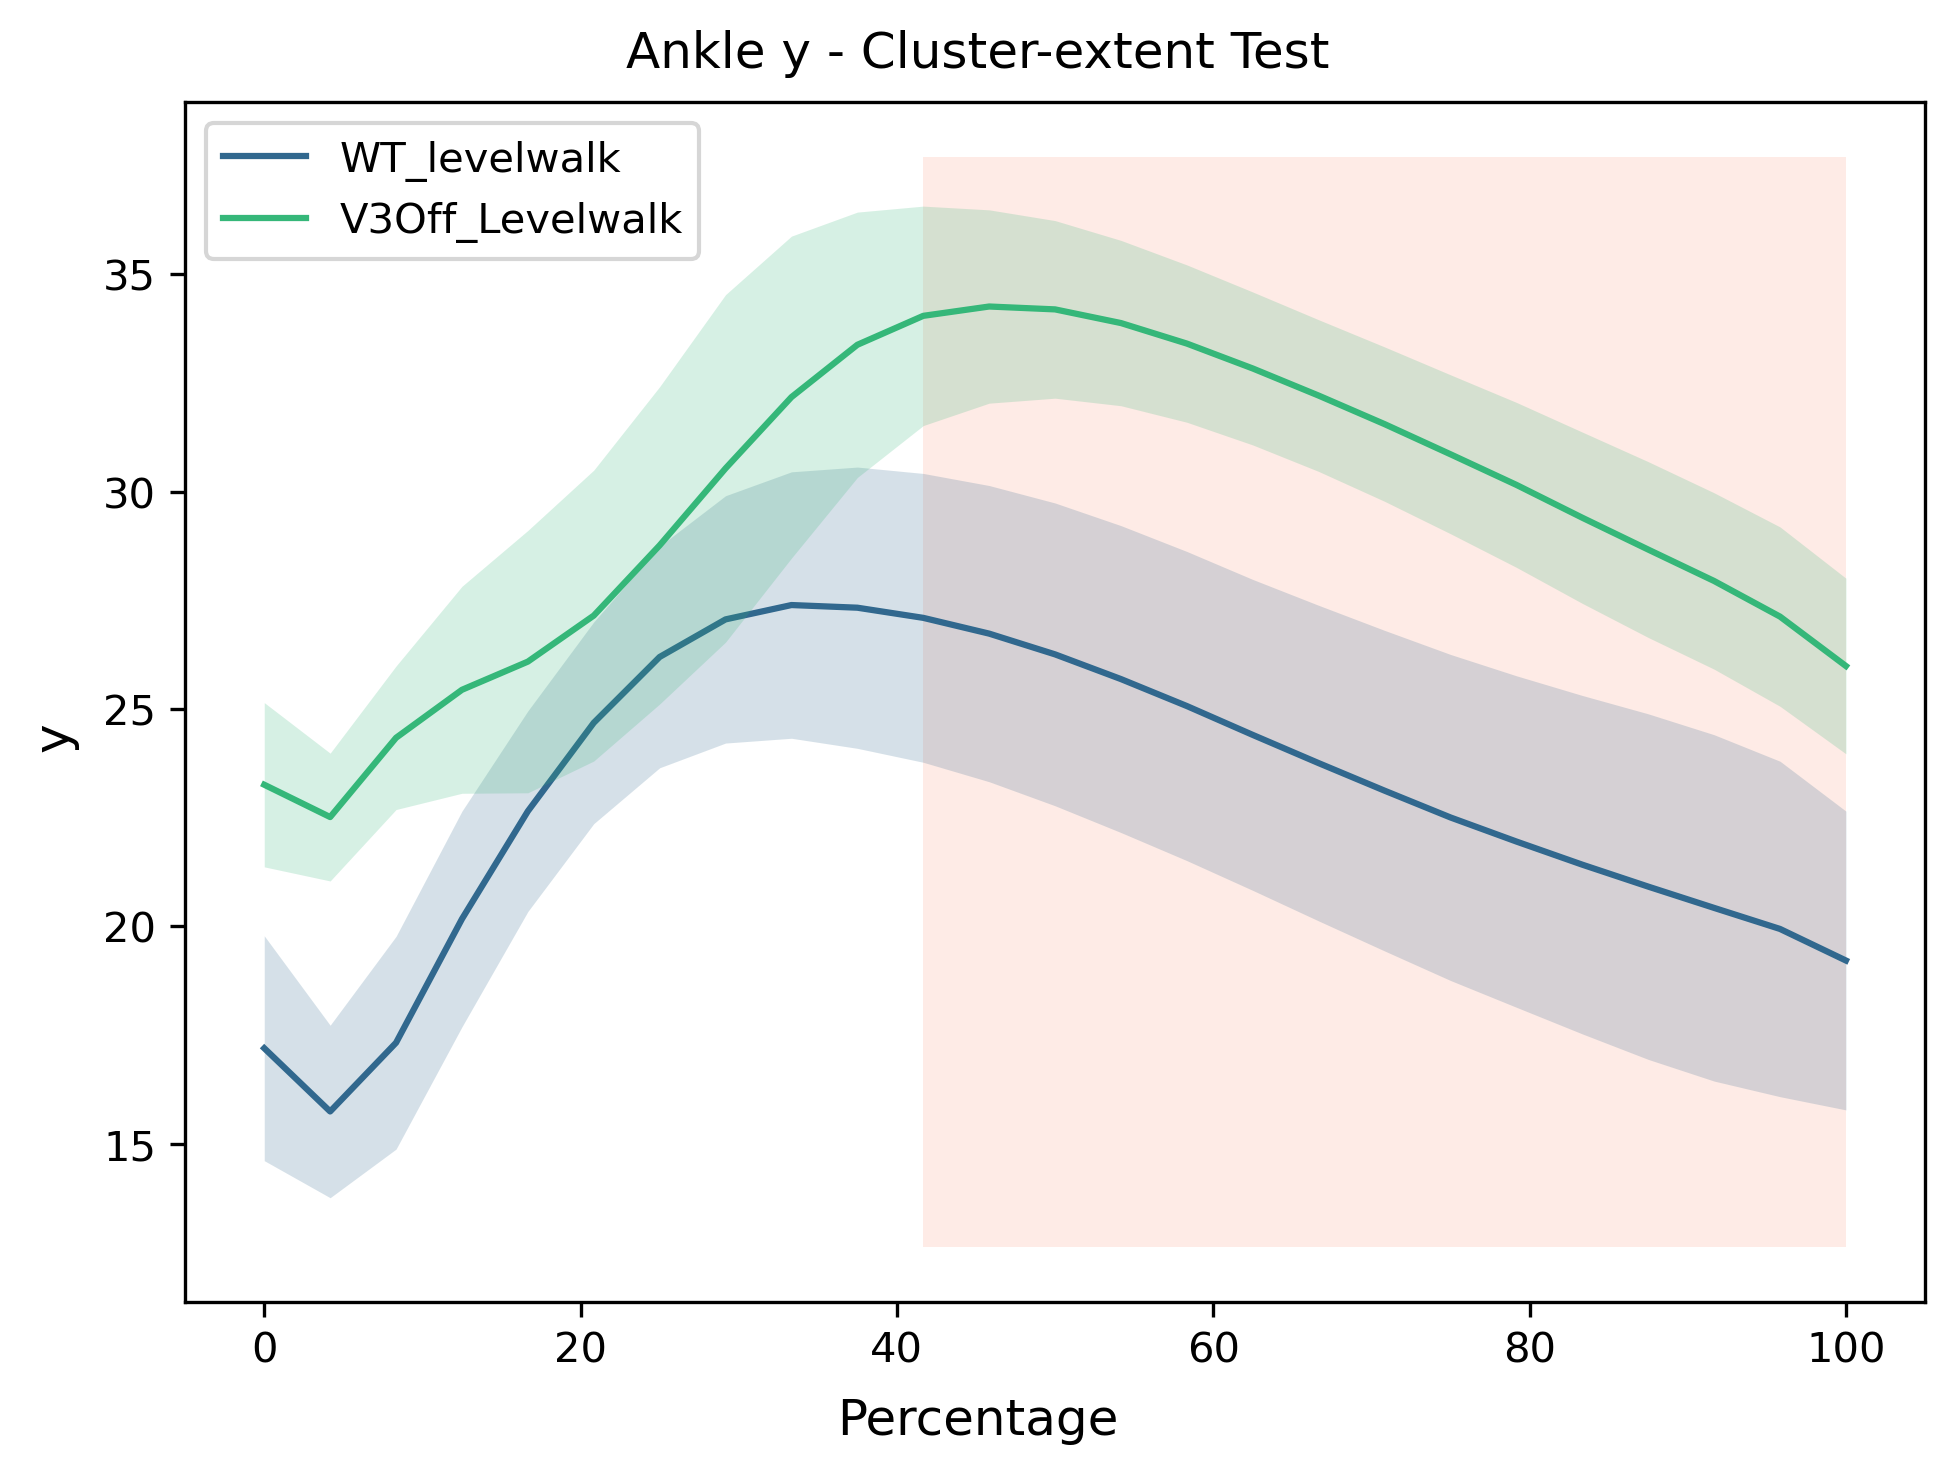 Ankle y - Cluster-extent Test
WT_levelwalk
V3Off_Levelwalk
35
30
25
20
15
y
0 20 40 60 80 100
Percentage